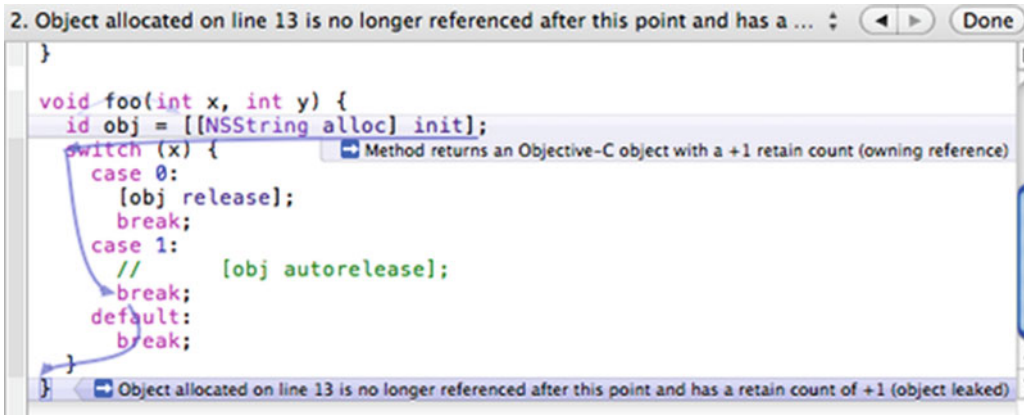 2. Object allocated on line 13 is no longer referenced after this point and has a ... Done
}
void foo(int x, int y) {
id obj = [[NSString alloc] init];
switch (x) { Method returns an Objective-C object with a +1 retain count (owning reference)
case 0:
[obj release];
break;
case 1:
// [obj autorelease];
break;
default:
break;
}
} Object allocated on line 13 is no longer referenced after this point and has a retain count of +1 (object leaked)